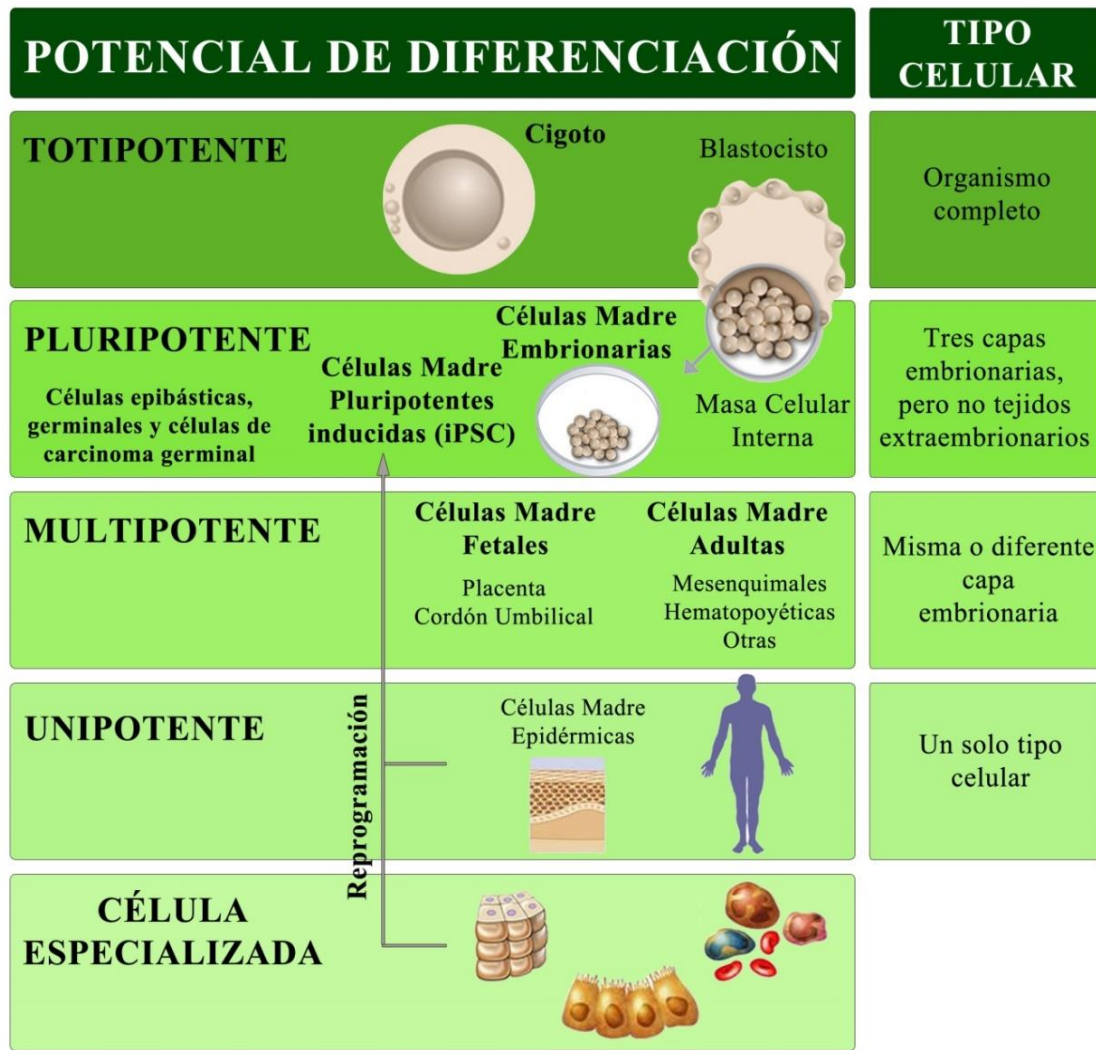 POTENCIAL DE DIFERENCIACIÓN
TIPO
CELULAR
TOTIPOTENTE
Cigoto
Blastocisto
Organismo
completo
PLURIPOTENTE
Células epibásticas,
germinales y células de
carcinoma germinal
Células Madre
Pluripotentes
inducidas (iPSC)
Células Madre
Embrionarias
Masa Celular
Interna
Tres capas
embrionarias,
pero no tejidos
extraembrionarios
MULTIPOTENTE
Células Madre
Fetales
Placenta
Cordón Umbilical
Células Madre
Adultas
Mesenquimales
Hematopoyéticas
Otras
Misma o diferente
capa
embrionaria
UNIPOTENTE
Reprogramación
Células Madre
Epidérmicas
Un solo tipo
celular
CÉLULA
ESPECIALIZADA